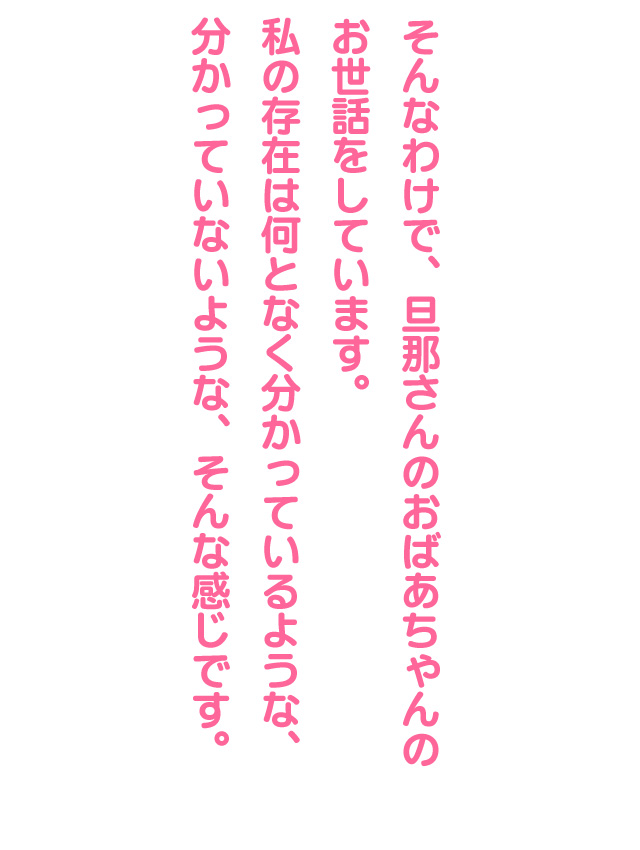 そんなわけで、旦那さんのおばあちゃんの
お世話をしています。
私の存在は何となく分かっているような、
分かっていないような、そんな感じです。